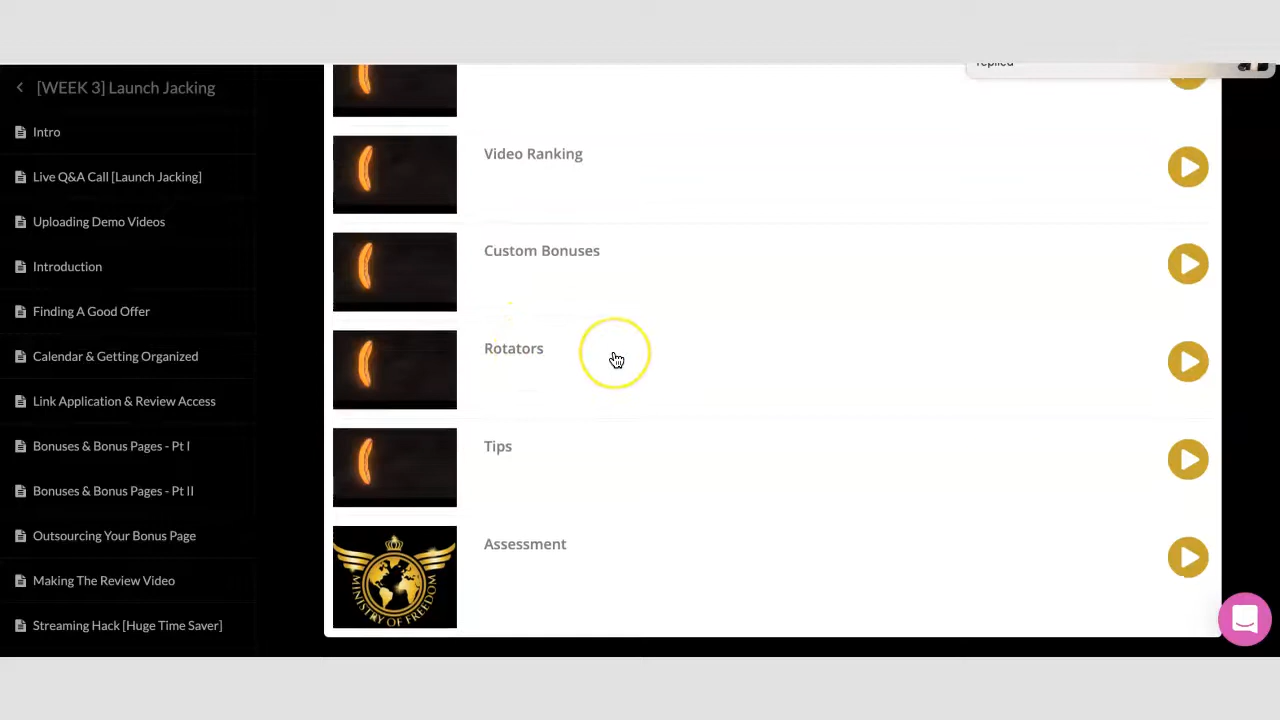 replied
[WEEK 3] Launch Jacking
Intro
Live Q&A Call [Launch Jacking]
Uploading Demo Videos
Introduction
Finding A Good Offer
Calendar & Getting Organized
Link Application & Review Access
Bonuses & Bonus Pages - Pt I
Bonuses & Bonus Pages - Pt II
Outsourcing Your Bonus Page
Making The Review Video
Streaming Hack [Huge Time Saver]
Video Ranking
Custom Bonuses
Rotators
Tips
Assessment
MINISTRY OF FREEDOM